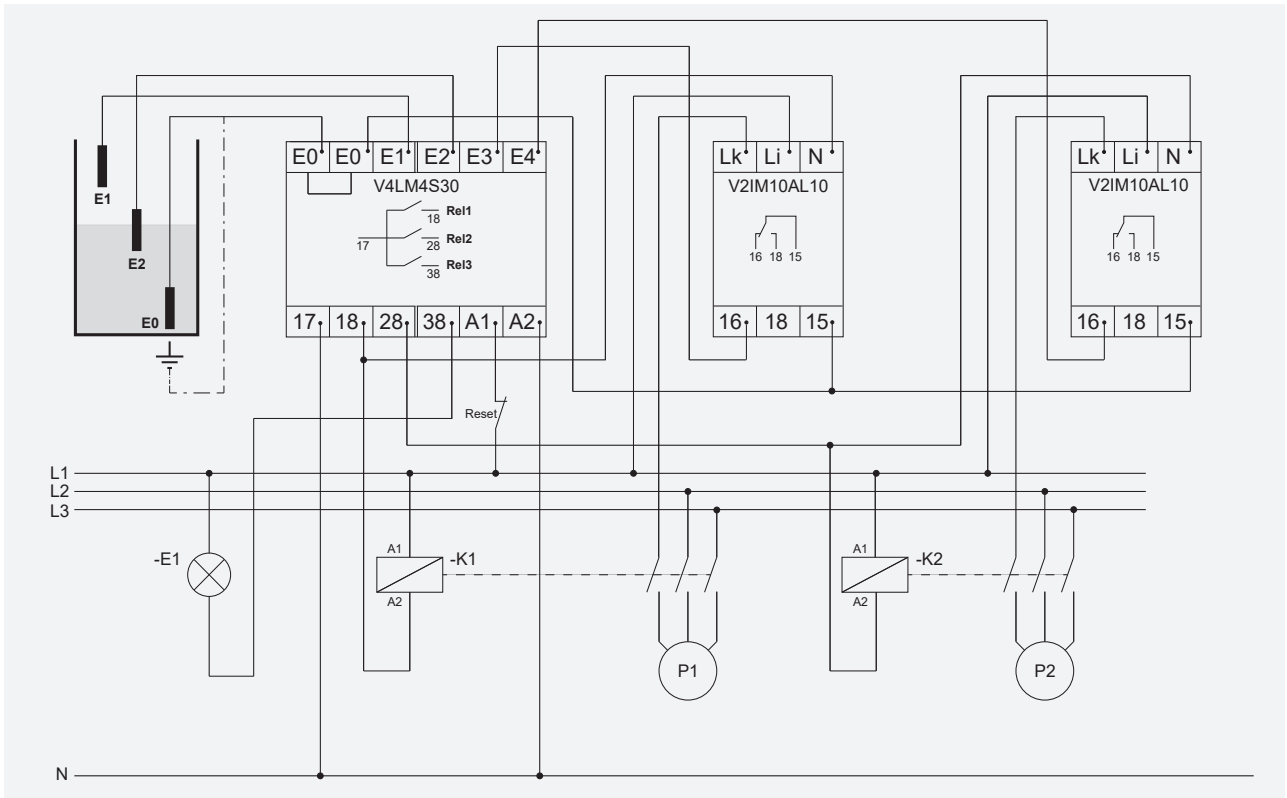 E0 E0 E1 E2 E3 E4
Lk Li N
Lk Li N
V4LM4S30
V2IM10AL10
V2IM10AL10
E1
E2
E0
17
18 Rel1
28 Rel2
38 Rel3
16 18 15
16 18 15
17 18 28 38 A1 A2
16 18 15
16 18 15
Reset
L1
L2
L3
-E1
A1
-K1
A2
A1
-K2
A2
P1
P2
N